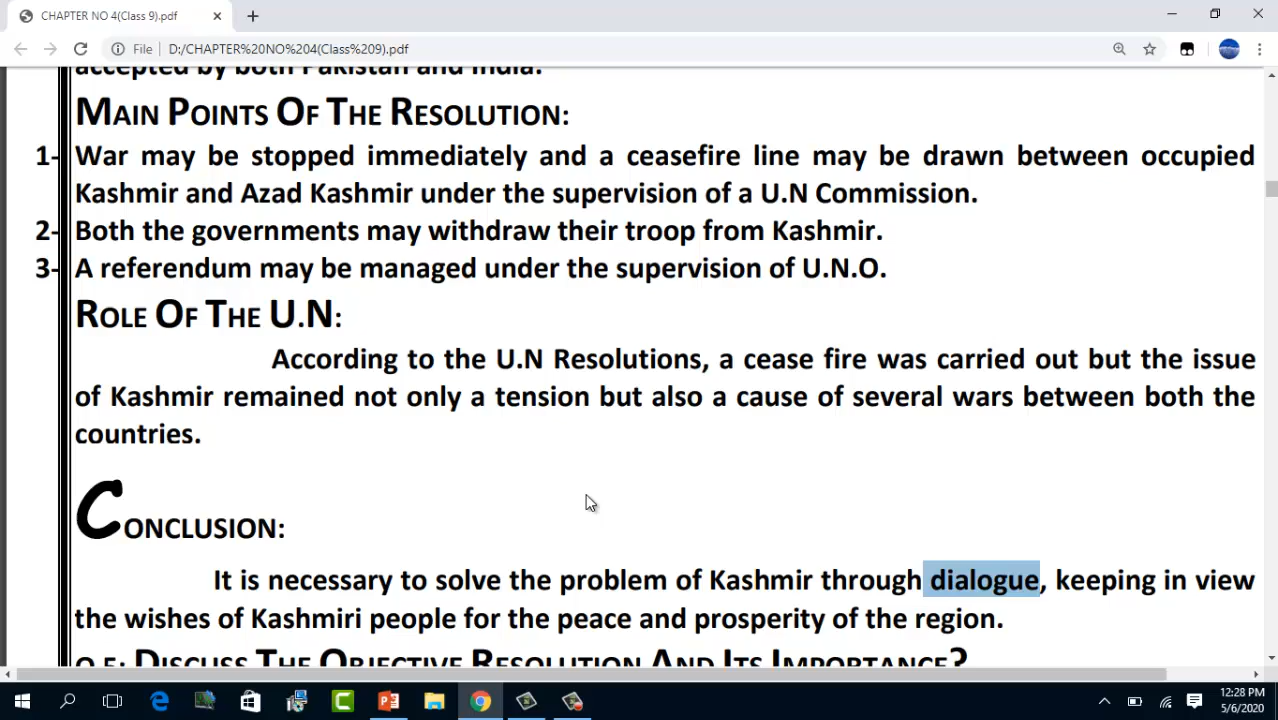 CHAPTER NO 4(Class 9).pdf
File
D:/CHAPTER%20NO%204(Class%209).pdf
accepted by both Pakistan and India.
MAIN POINTS OF THE RESOLUTION:
1- War may be stopped immediately and a ceasefire line may be drawn between occupied
Kashmir and Azad Kashmir under the supervision of a U.N Commission.
2- Both the governments may withdraw their troop from Kashmir.
3- A referendum may be managed under the supervision of U.N.O.
ROLE OF THE U.N:
According to the U.N Resolutions, a cease fire was carried out but the issue
of Kashmir remained not only a tension but also a cause of several wars between both the
countries.
CONCLUSION:
It is necessary to solve the problem of Kashmir through dialogue, keeping in view
the wishes of Kashmiri people for the peace and prosperity of the region.
Q.5: DISCUSS THE OBJECTIVE RESOLUTION AND ITS IMPORTANCE?
12:28 PM
5/6/2020